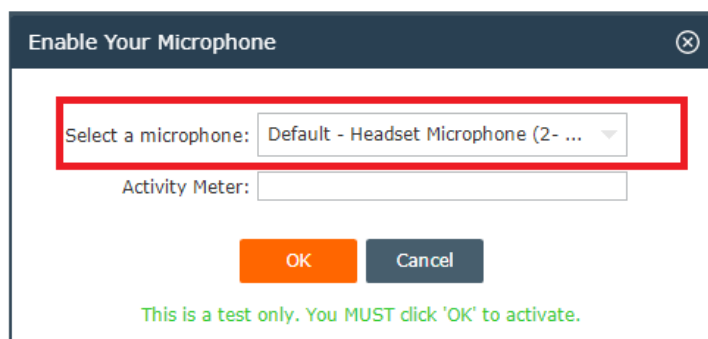 Enable Your Microphone
Select a microphone: Default - Headset Microphone (2- ...
Activity Meter:
OK Cancel
This is a test only. You MUST click 'OK' to activate.